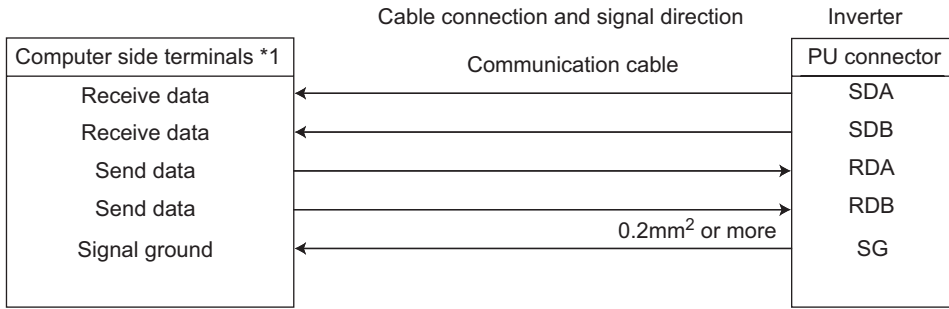 Cable connection and signal direction Inverter
Computer side terminals *1 Communication cable PU connector
Receive data SDA
Receive data SDB
Send data RDA
Send data RDB
0.2mm² or more
Signal ground SG